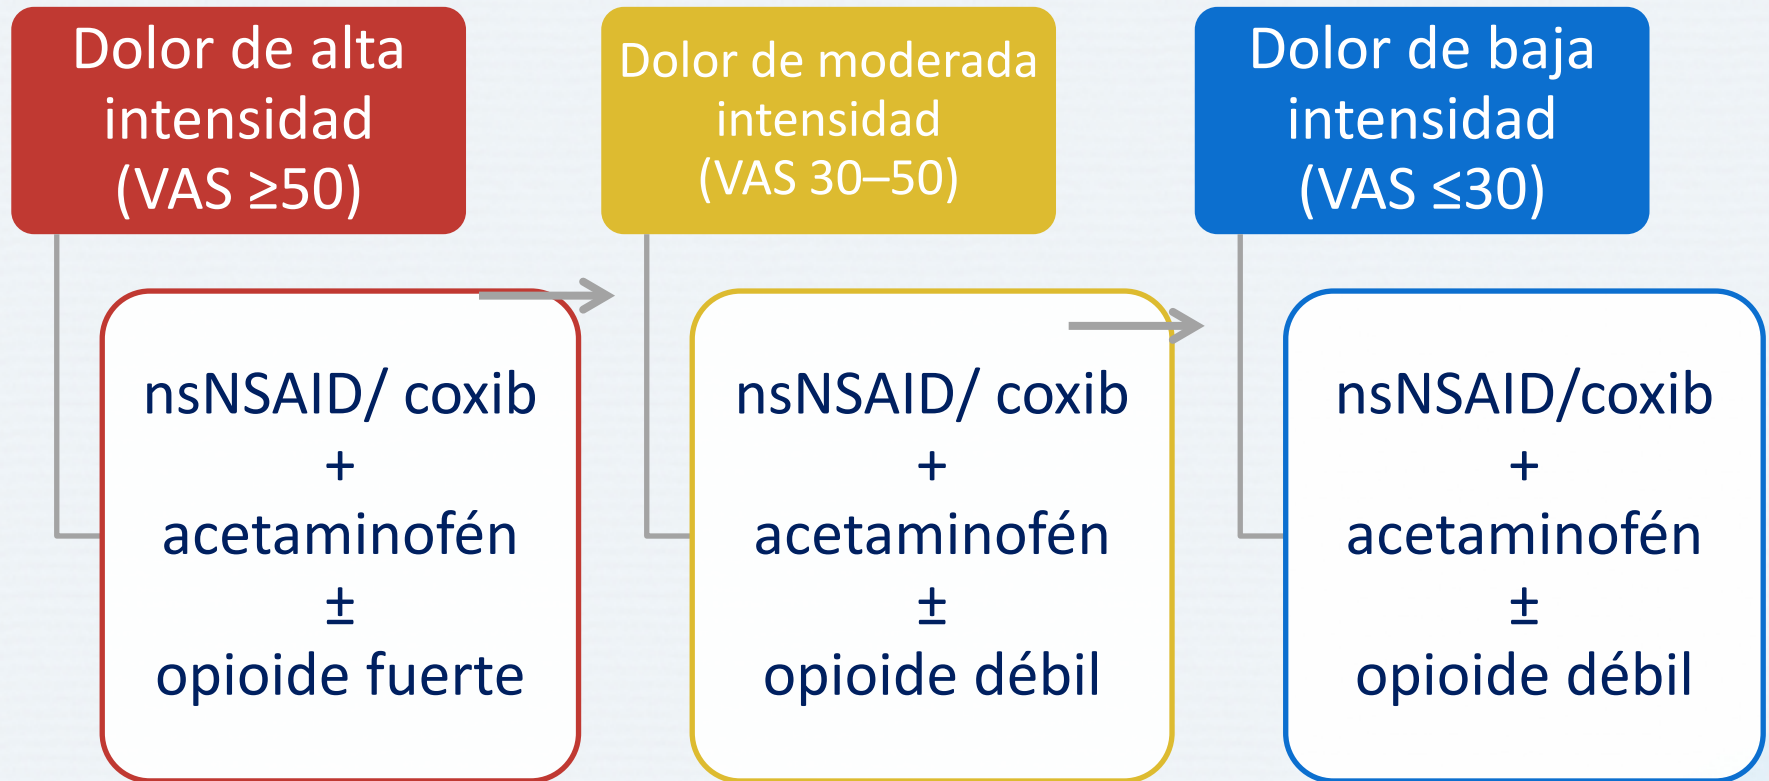 Dolor de alta
intensidad
(VAS ≥50)
nsNSAID/ coxib
+
acetaminofén
±
opioide fuerte
Dolor de moderada
intensidad
(VAS 30–50)
nsNSAID/ coxib
+
acetaminofén
±
opioide débil
Dolor de baja
intensidad
(VAS ≤30)
nsNSAID/coxib
+
acetaminofén
±
opioide débil